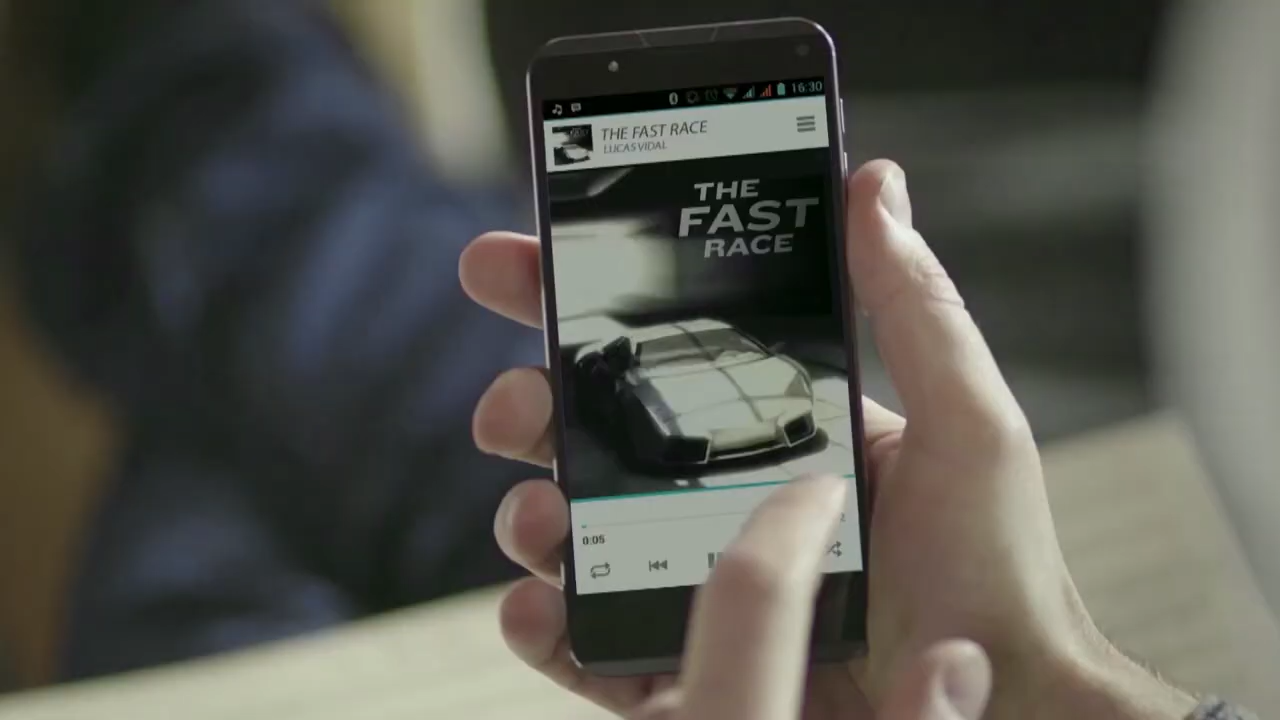 16:30
THE FAST RACE
LUCAS VIDAL
THE
FAST
RACE
0:05